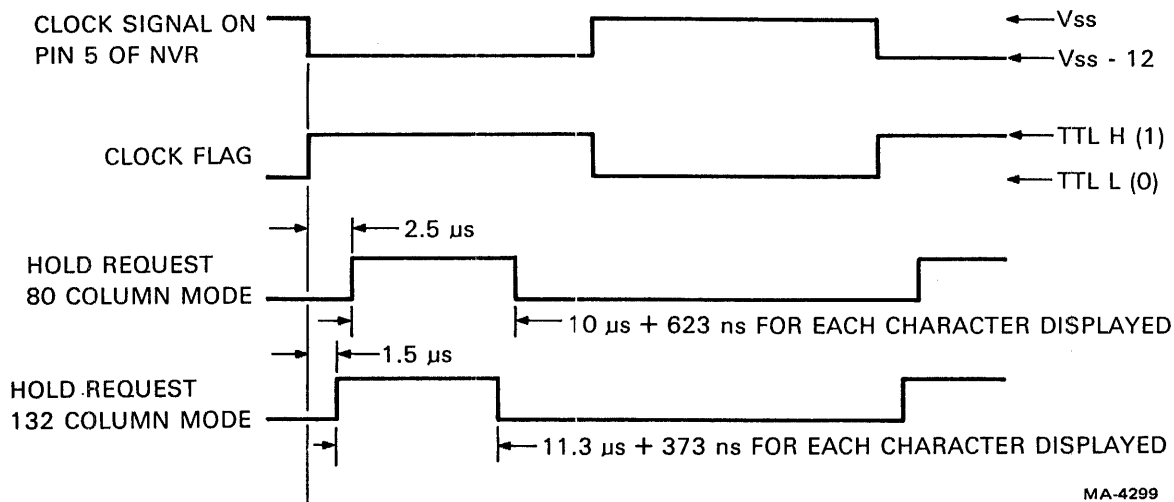 CLOCK SIGNAL ON
PIN 5 OF NVR
Vss
Vss - 12
CLOCK FLAG
TTL H (1)
TTL L (0)
2.5 µs
HOLD REQUEST
80 COLUMN MODE
10 µs + 623 ns FOR EACH CHARACTER DISPLAYED
1.5 µs
HOLD REQUEST
132 COLUMN MODE
11.3 µs + 373 ns FOR EACH CHARACTER DISPLAYED
MA-4299